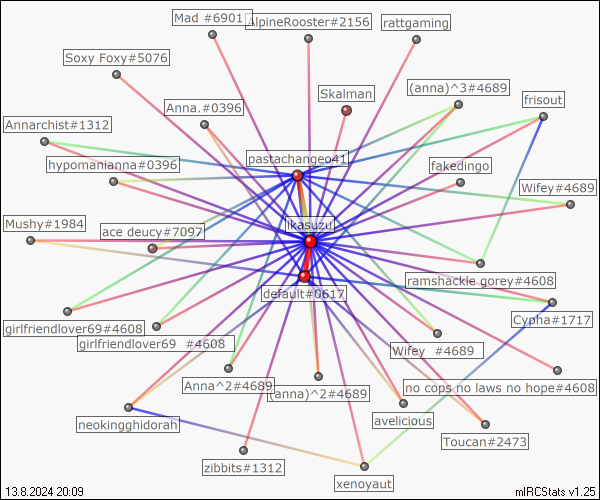 Mad #6901
AlpineRooster#2156
rattgaming
Soxy Foxy#5076
Skalman
(anna)^3#4689
frisout
Anna.#0396
Annarchist#1312
pastachangeo41
hypomanianna#0396
fakedingo
Wifey#4689
Mushy#1984
ace deucy#7097
ikasuzu
ramshackle gorey#4608
default#0617
Cypha#1717
girlfriendlover69#4608
girlfriendlover69 #4608
Wifey #4689
Anna^2#4689
(anna)^2#4689
no cops no laws no hope#4608
neokingghidorah
avelicious
Toucan#2473
zibbits#1312
xenoyaut
13.8.2024 20:09
mIRCStats v1.25